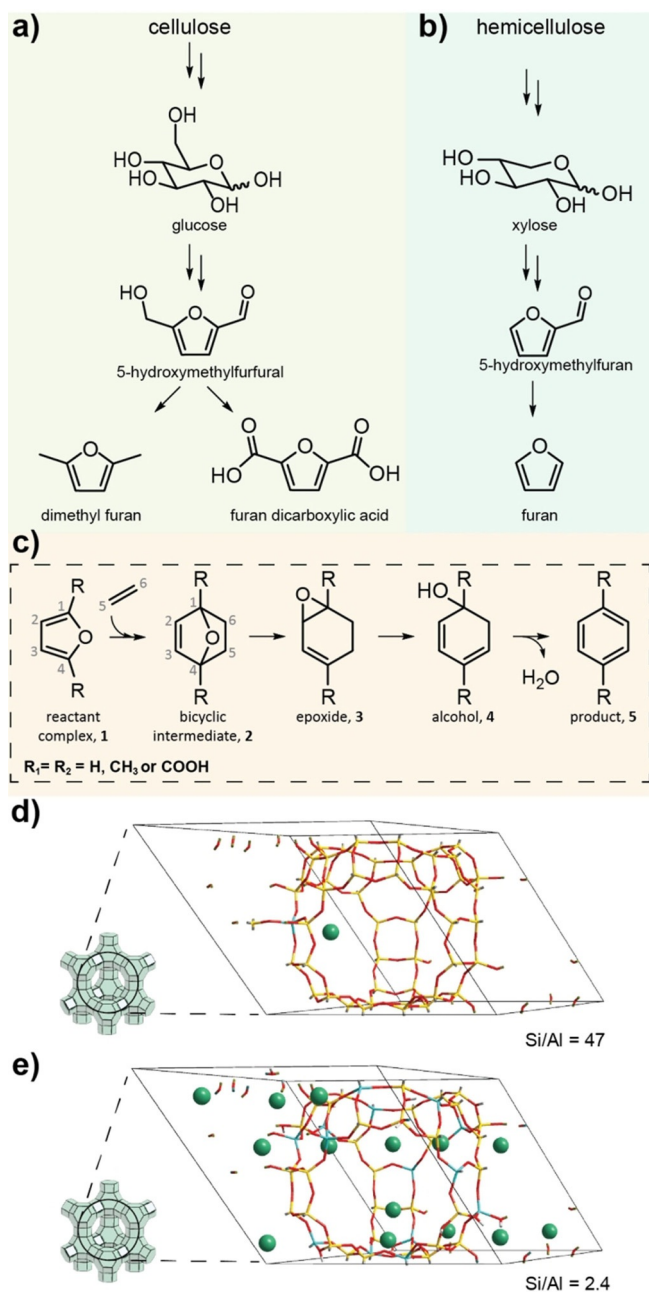 a)
cellulose
OH
HO
HO
O
OH
OH
glucose
HO
O
O
5-hydroxymethylfurfural
O
dimethyl furan
O
HO
O
O
OH
furan dicarboxylic acid
b)
hemicellulose
HO
HO
O
OH
OH
xylose
O
O
5-hydroxymethylfuran
O
furan
c)
R
1
2
3
4
O
R
5
6
reactant
complex, 1
R
1
2
3
4
5
6
O
R
bicyclic
intermediate, 2
R
O
R
epoxide, 3
R
HO
R
alcohol, 4
H2O
R
R
product, 5
R1= R2 = H, CH3 or COOH
d)
Si/Al = 47
e)
Si/Al = 2.4